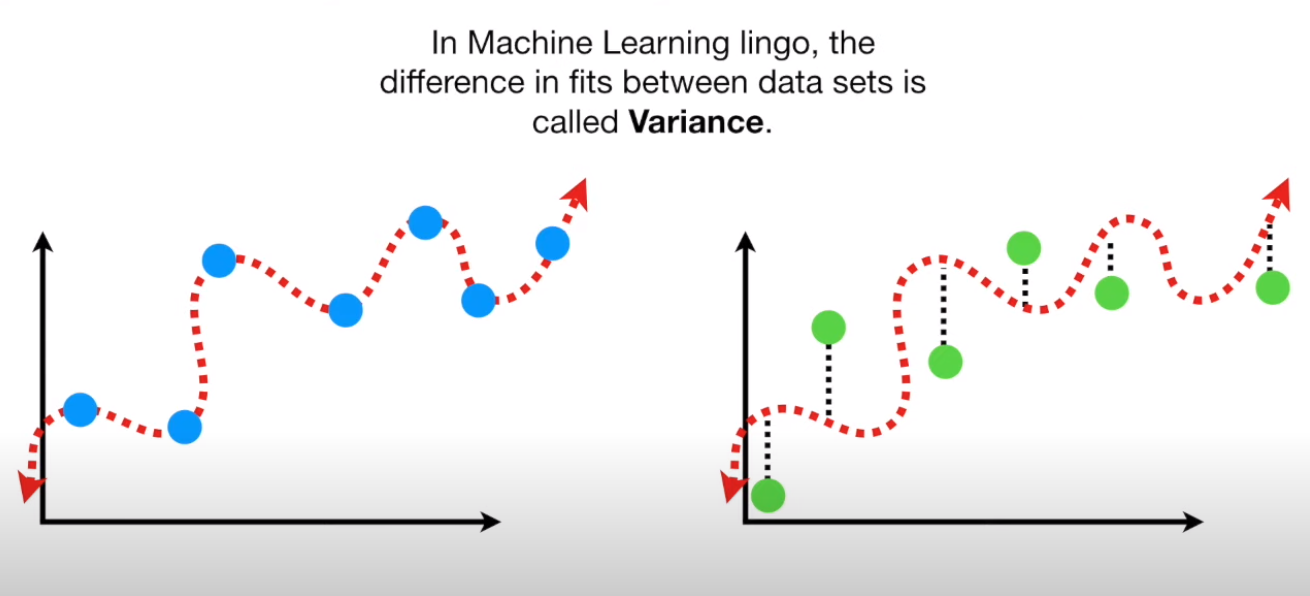 In Machine Learning lingo, the
difference in fits between data sets is
called Variance.